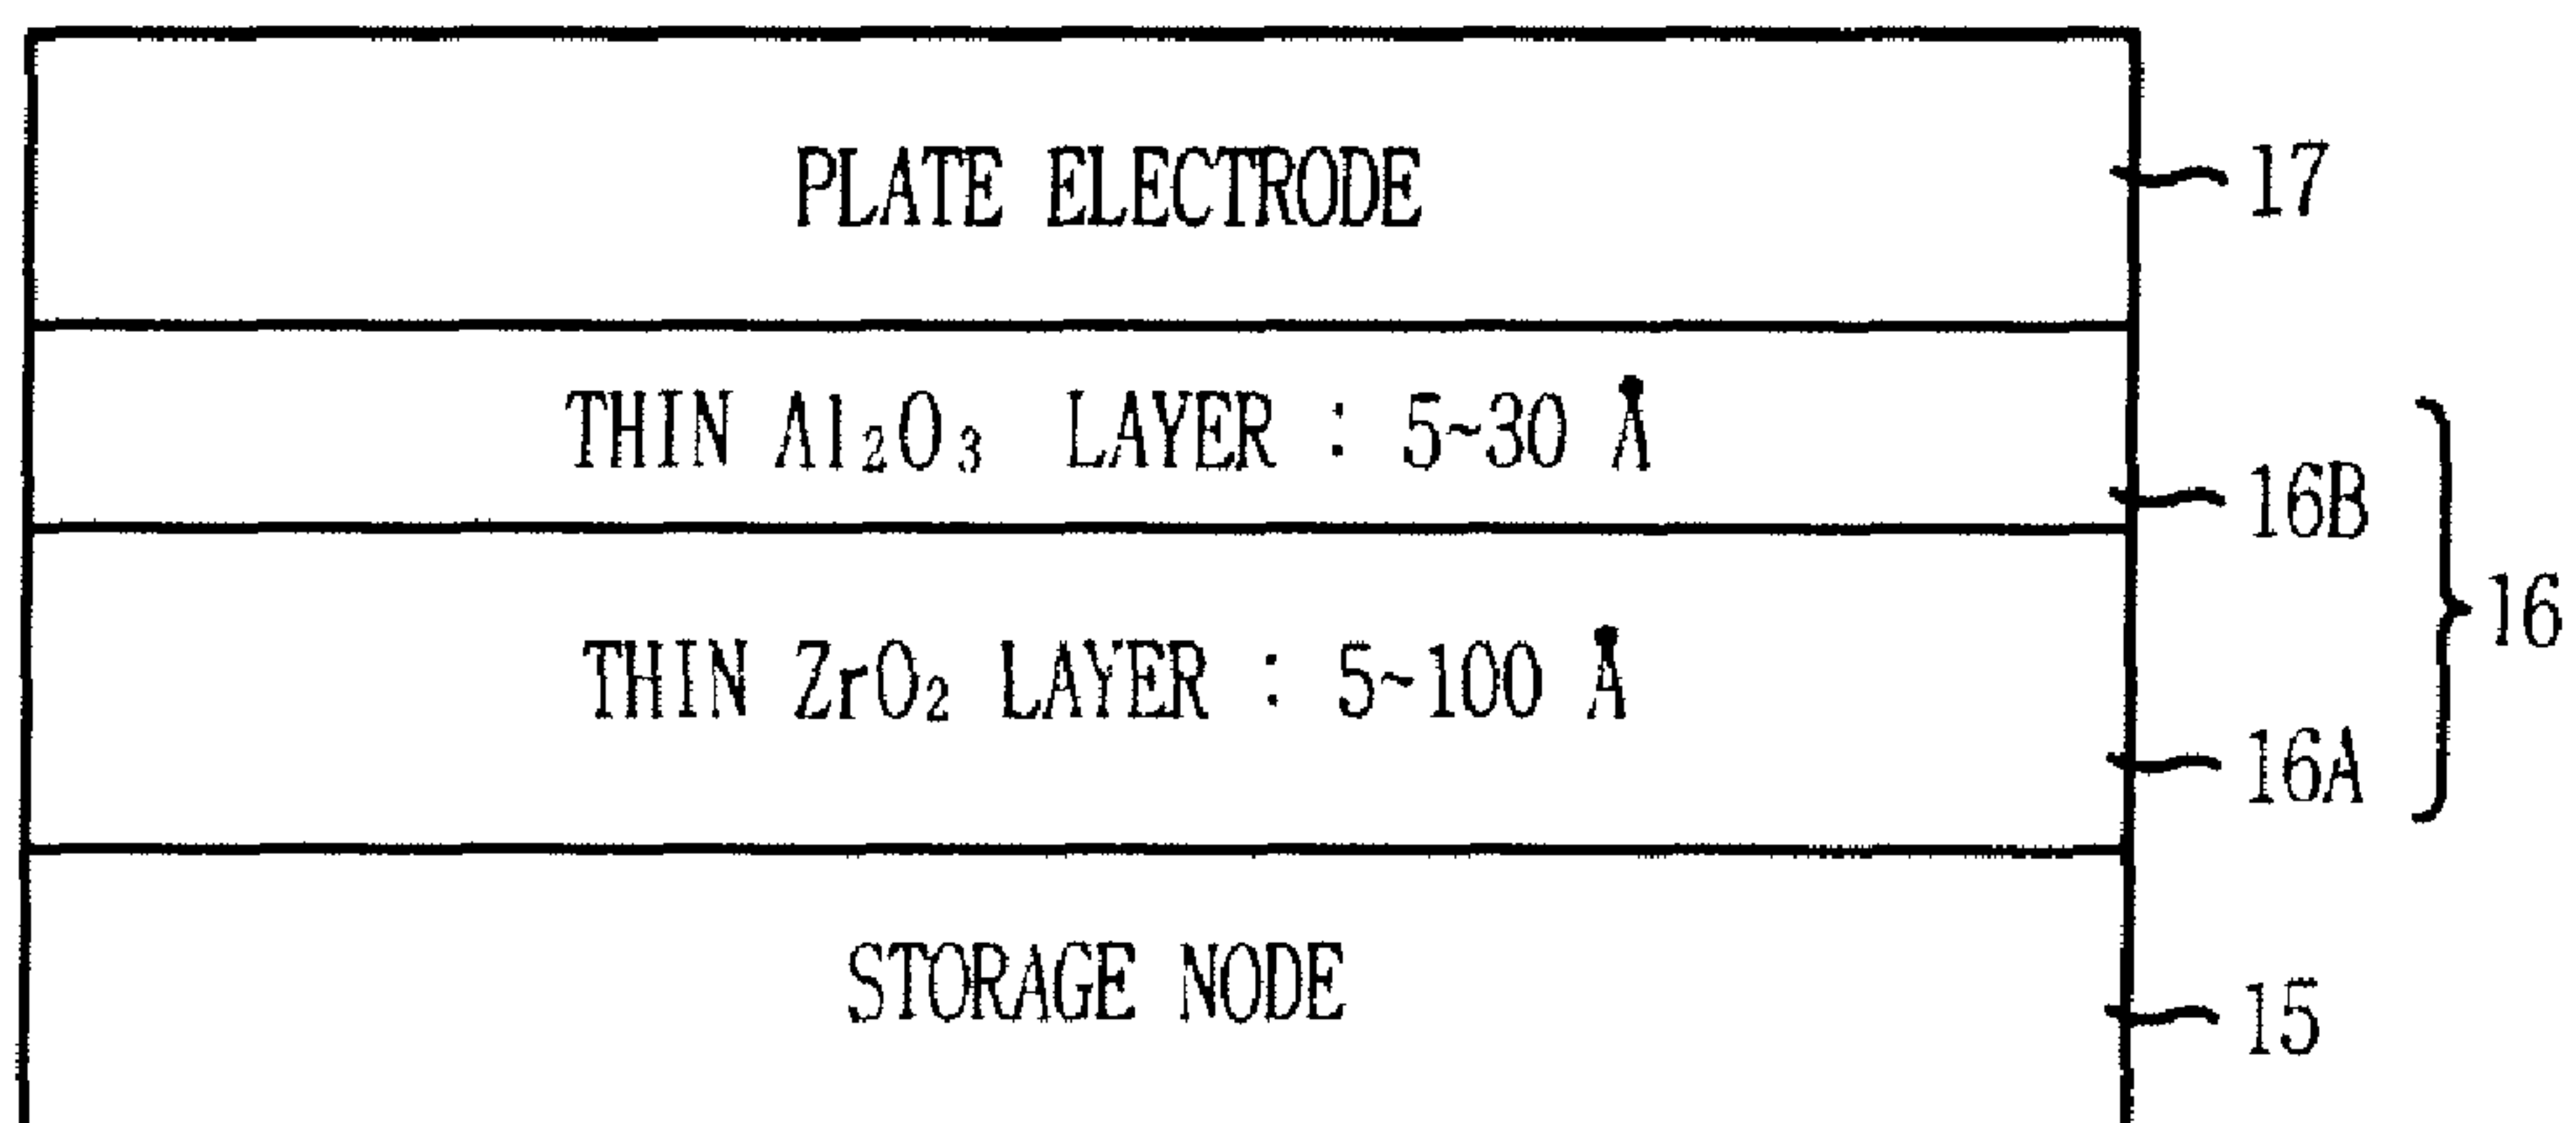 PLATE ELECTRODE
17
THIN Al₂O₃ LAYER : 5~30 Å
16B
16
THIN ZrO₂ LAYER : 5~100 Å
16A
STORAGE NODE
15